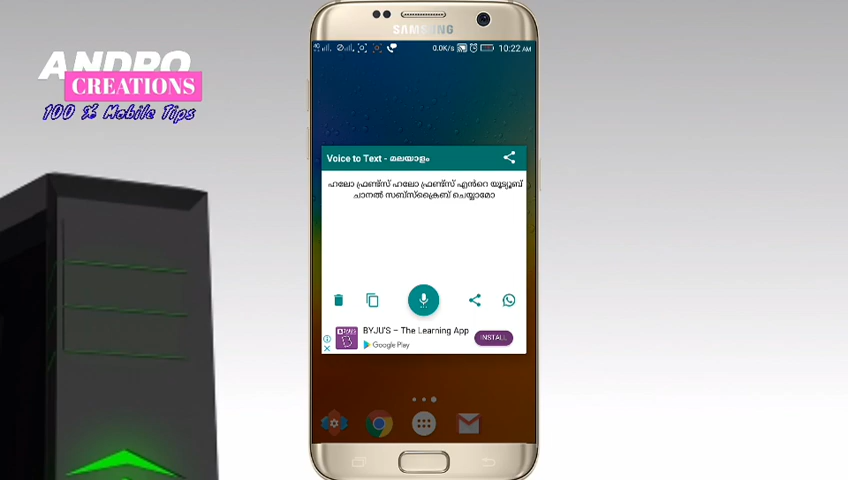 ANDRO
CREATIONS
100 % Mobile Tips
SAMSUNG
0.0K/s
10:22 AM
Voice to Text - മലയാളം
ഹലോ ഫ്രണ്ട്സ് ഹലോ ഫ്രണ്ട്സ് എൻറെ യൂട്യൂബ്
ചാനൽ സബ്സ്ക്രൈബ് ചെയ്യാമോ
BYJU'S – The Learning App
Google Play
INSTALL